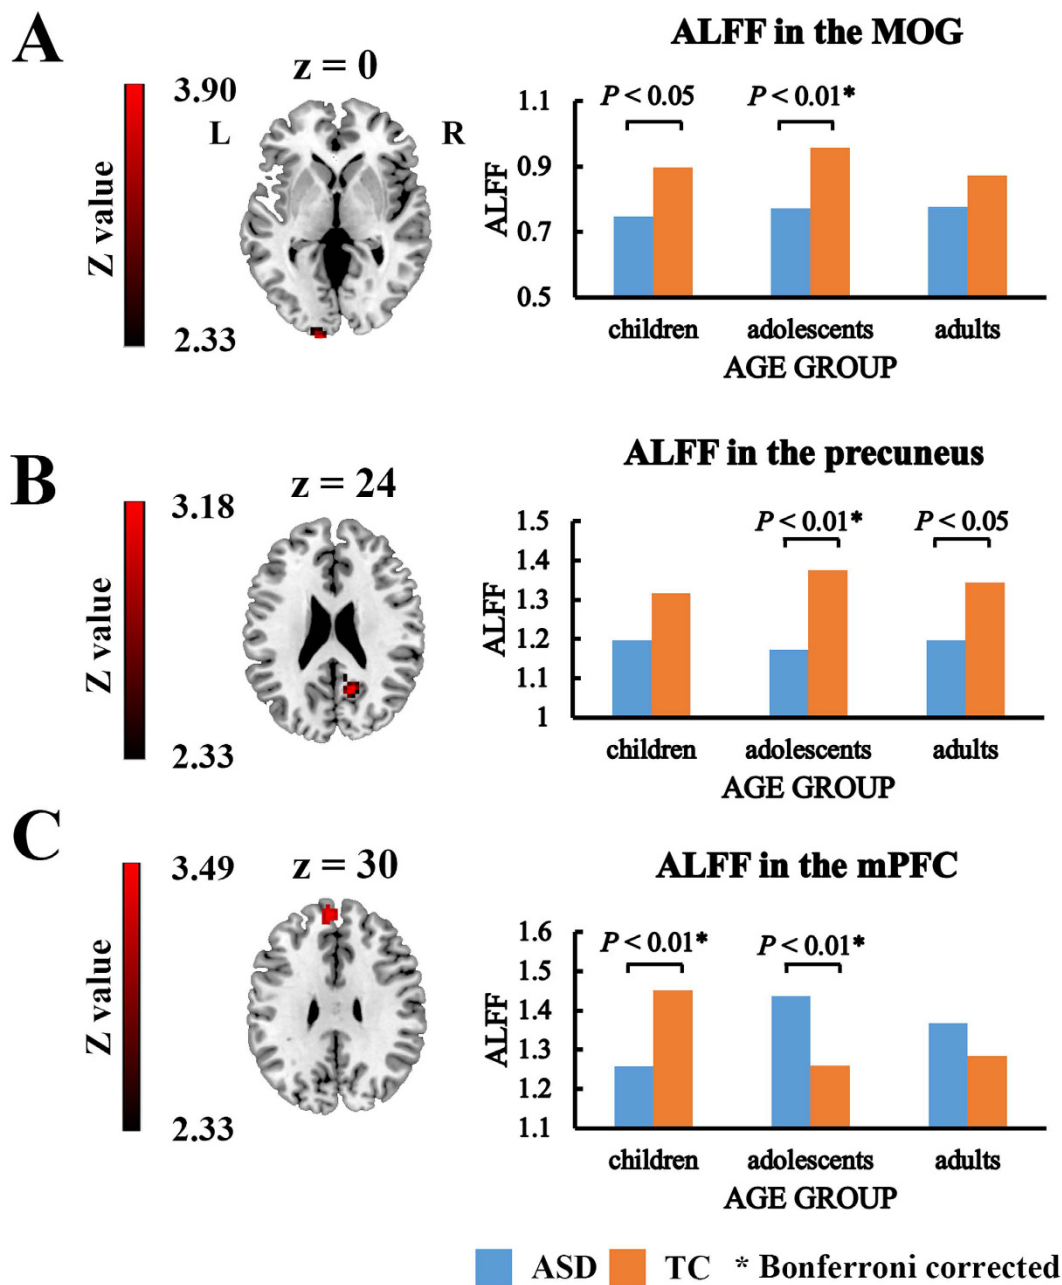 A
ALFF in the MOG
z = 0
3.90
L
R
Z value
2.33
P < 0.05
P < 0.01*
1.1
0.9
0.7
0.5
ALFF
children adolescents adults
AGE GROUP
B
ALFF in the precuneus
z = 24
3.18
Z value
2.33
P < 0.01*
P < 0.05
1.5
1.4
1.3
1.2
1.1
1
ALFF
children adolescents adults
AGE GROUP
C
ALFF in the mPFC
z = 30
3.49
Z value
2.33
P < 0.01*
P < 0.01*
1.6
1.5
1.4
1.3
1.2
1.1
ALFF
children adolescents adults
AGE GROUP
ASD TC * Bonferroni corrected